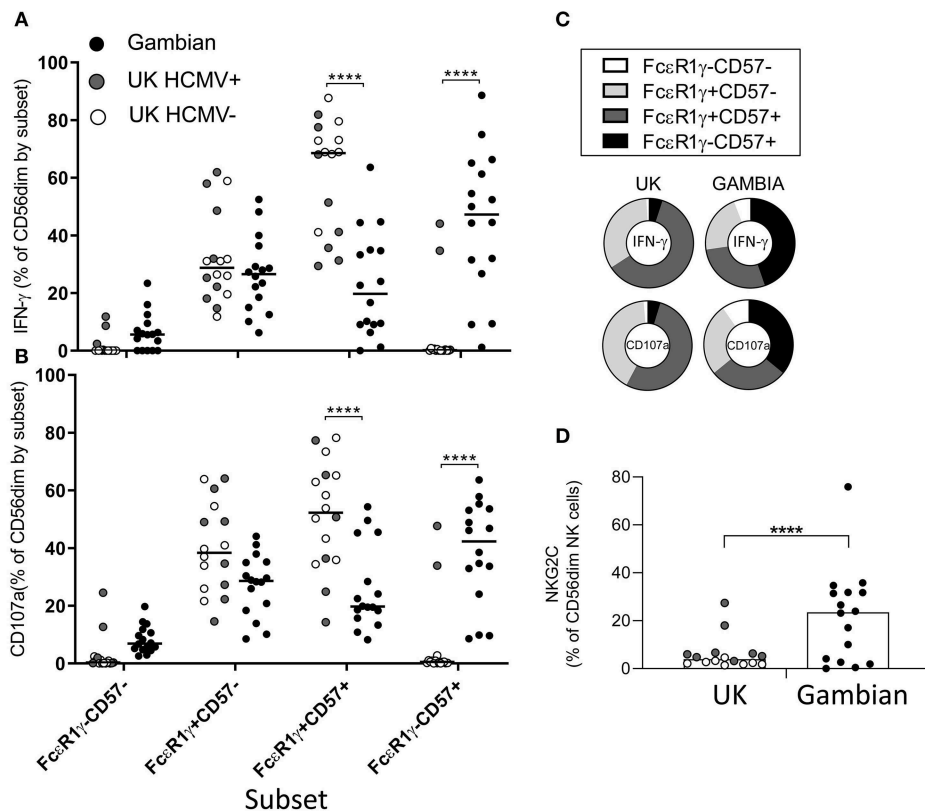 A
Gambian
UK HCMV+
UK HCMV-
IFN-γ (% of CD56dim by subset)
100
80
60
40
20
0
****
****
B
CD107a(% of CD56dim by subset)
100
80
60
40
20
0
****
****
FcεR1γ-CD57-
FcεR1γ+CD57-
FcεR1γ+CD57+
FcεR1γ-CD57+
Subset
C
FcεR1γ-CD57-
FcεR1γ+CD57-
FcεR1γ+CD57+
FcεR1γ-CD57+
UK
GAMBIA
IFN-γ
IFN-γ
CD107a
CD107a
D
NKG2C
(% of CD56dim NK cells)
80
60
40
20
0
****
UK
Gambian